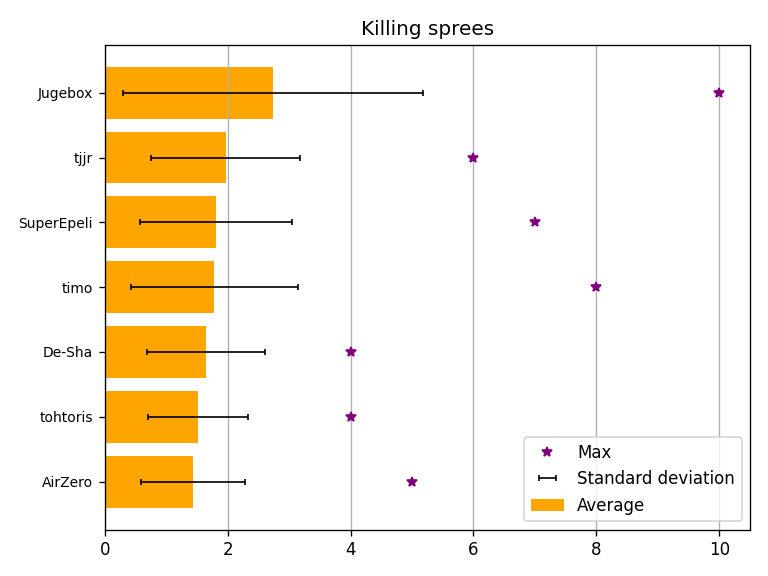 Killing sprees
Jugebox
tjjr
SuperEpeli
timo
De-Sha
tohtoris
AirZero
Max
Standard deviation
Average
0 2 4 6 8 10